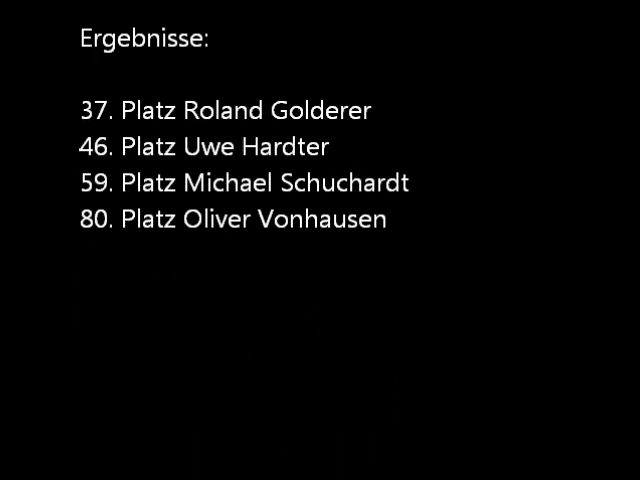 Ergebnisse:
37. Platz Roland Golderer
46. Platz Uwe Hardter
59. Platz Michael Schuchardt
80. Platz Oliver Vonhausen